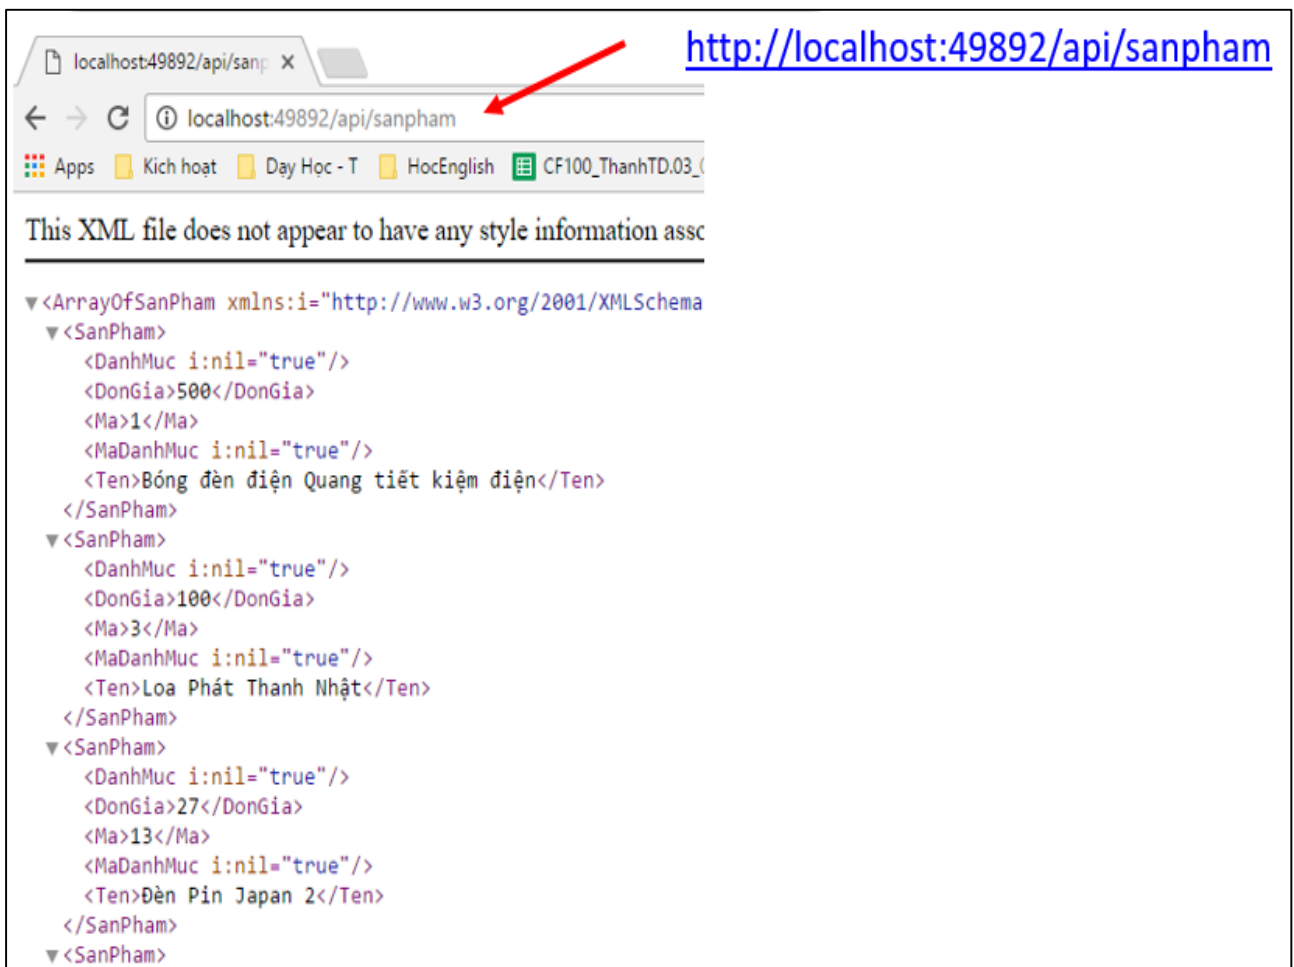 http://localhost:49892/api/sanpham
localhost:49892/api/sanp
localhost:49892/api/sanpham
Apps Kich hoạt Dạy Học - T HocEnglish CF100_ThanhTD.03_(
This XML file does not appear to have any style information assc
▼<ArrayOfSanPham xmlns:i="http://www.w3.org/2001/XMLSchema
▼<SanPham>
<DanhMuc i:nil="true"/>
<DonGia>500</DonGia>
<Ma>1</Ma>
<MaDanhMuc i:nil="true"/>
<Ten>Bóng đèn điện Quang tiết kiệm điện</Ten>
</SanPham>
▼<SanPham>
<DanhMuc i:nil="true"/>
<DonGia>100</DonGia>
<Ma>3</Ma>
<MaDanhMuc i:nil="true"/>
<Ten>Loa Phát Thanh Nhật</Ten>
</SanPham>
▼<SanPham>
<DanhMuc i:nil="true"/>
<DonGia>27</DonGia>
<Ma>13</Ma>
<MaDanhMuc i:nil="true"/>
<Ten>Đèn Pin Japan 2</Ten>
</SanPham>
▼<SanPham>